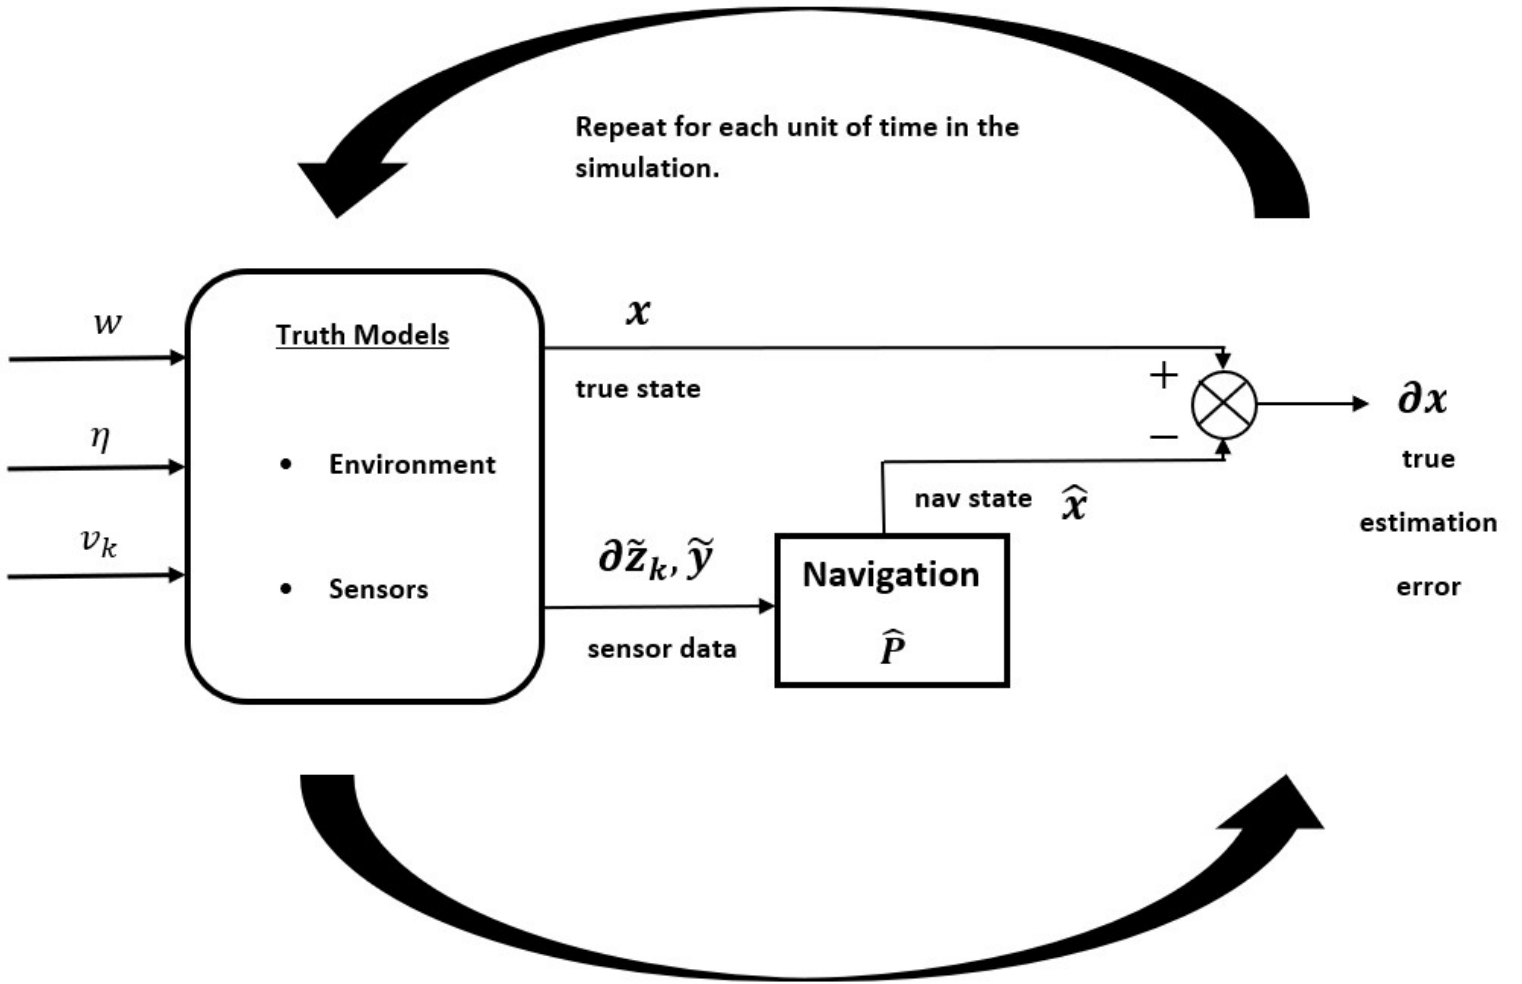 Repeat for each unit of time in the
simulation.
w
η
v_k
Truth Models
• Environment
• Sensors
x
true state
∂z̃_k, ỹ
sensor data
Navigation
P̂
nav state x̂
+
−
∂x
true
estimation
error